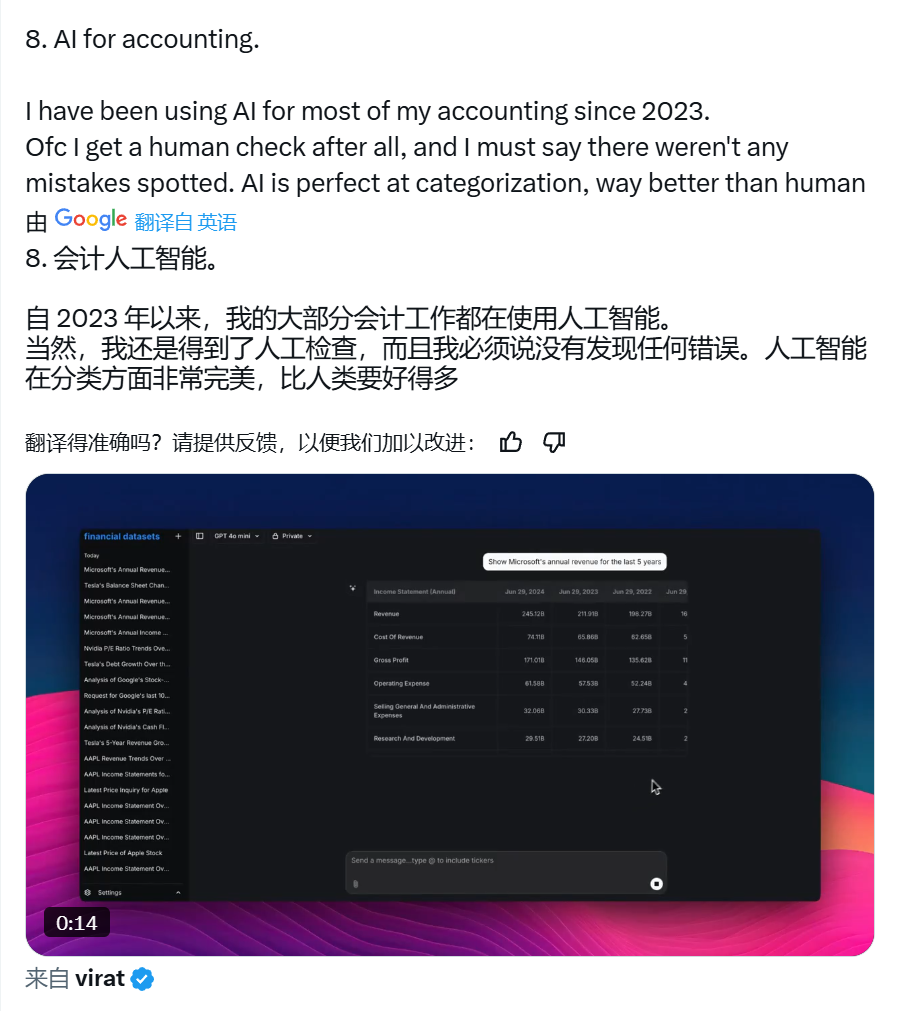 8. AI for accounting.
I have been using AI for most of my accounting since 2023.
Ofc I get a human check after all, and I must say there weren't any
mistakes spotted. AI is perfect at categorization, way better than human
由 Google 翻译自 英语
8. 会计人工智能。
自 2023 年以来，我的大部分会计工作都在使用人工智能。
当然，我还是得到了人工检查，而且我必须说没有发现任何错误。人工智能
在分类方面非常完美，比人类要好得多
翻译得准确吗？请提供反馈，以便我们加以改进：
financial datasets
GPT 4o mini
Private
Today
Microsoft's Annual Revenue...
Tesla's Balance Sheet Chan...
Microsoft's Annual Revenue...
Microsoft's Annual Revenue...
Microsoft's Annual Income ...
Nvidia P/E Ratio Trends Ove...
Tesla's Debt Growth Over th...
Analysis of Google's Stock-...
Request for Google's last 10...
Analysis of Nvidia's P/E Rati...
Analysis of Nvidia's Cash Fl...
Tesla's 5-Year Revenue Gro...
AAPL Revenue Trends Over ...
AAPL Income Statements fo...
Latest Price Inquiry for Apple
AAPL Income Statement Ov...
AAPL Income Statement Ov...
AAPL Income Statement Ov...
Latest Price of Apple Stock
AAPL Income Statement Ov...
Settings
Show Microsoft's annual revenue for the last 5 years
Income Statement (Annual) Jun 29, 2024 Jun 29, 2023 Jun 29, 2022 Jun 29
Revenue 245.12B 211.91B 198.27B 16
Cost Of Revenue 74.11B 65.86B 62.65B 5
Gross Profit 171.01B 146.05B 135.62B 11
Operating Expense 61.58B 57.53B 52.24B 4
Selling General And Administrative
Expenses 32.06B 30.33B 27.73B 2
Research And Development 29.51B 27.20B 24.51B 2
Send a message...type @ to include tickers
0:14
来自 virat